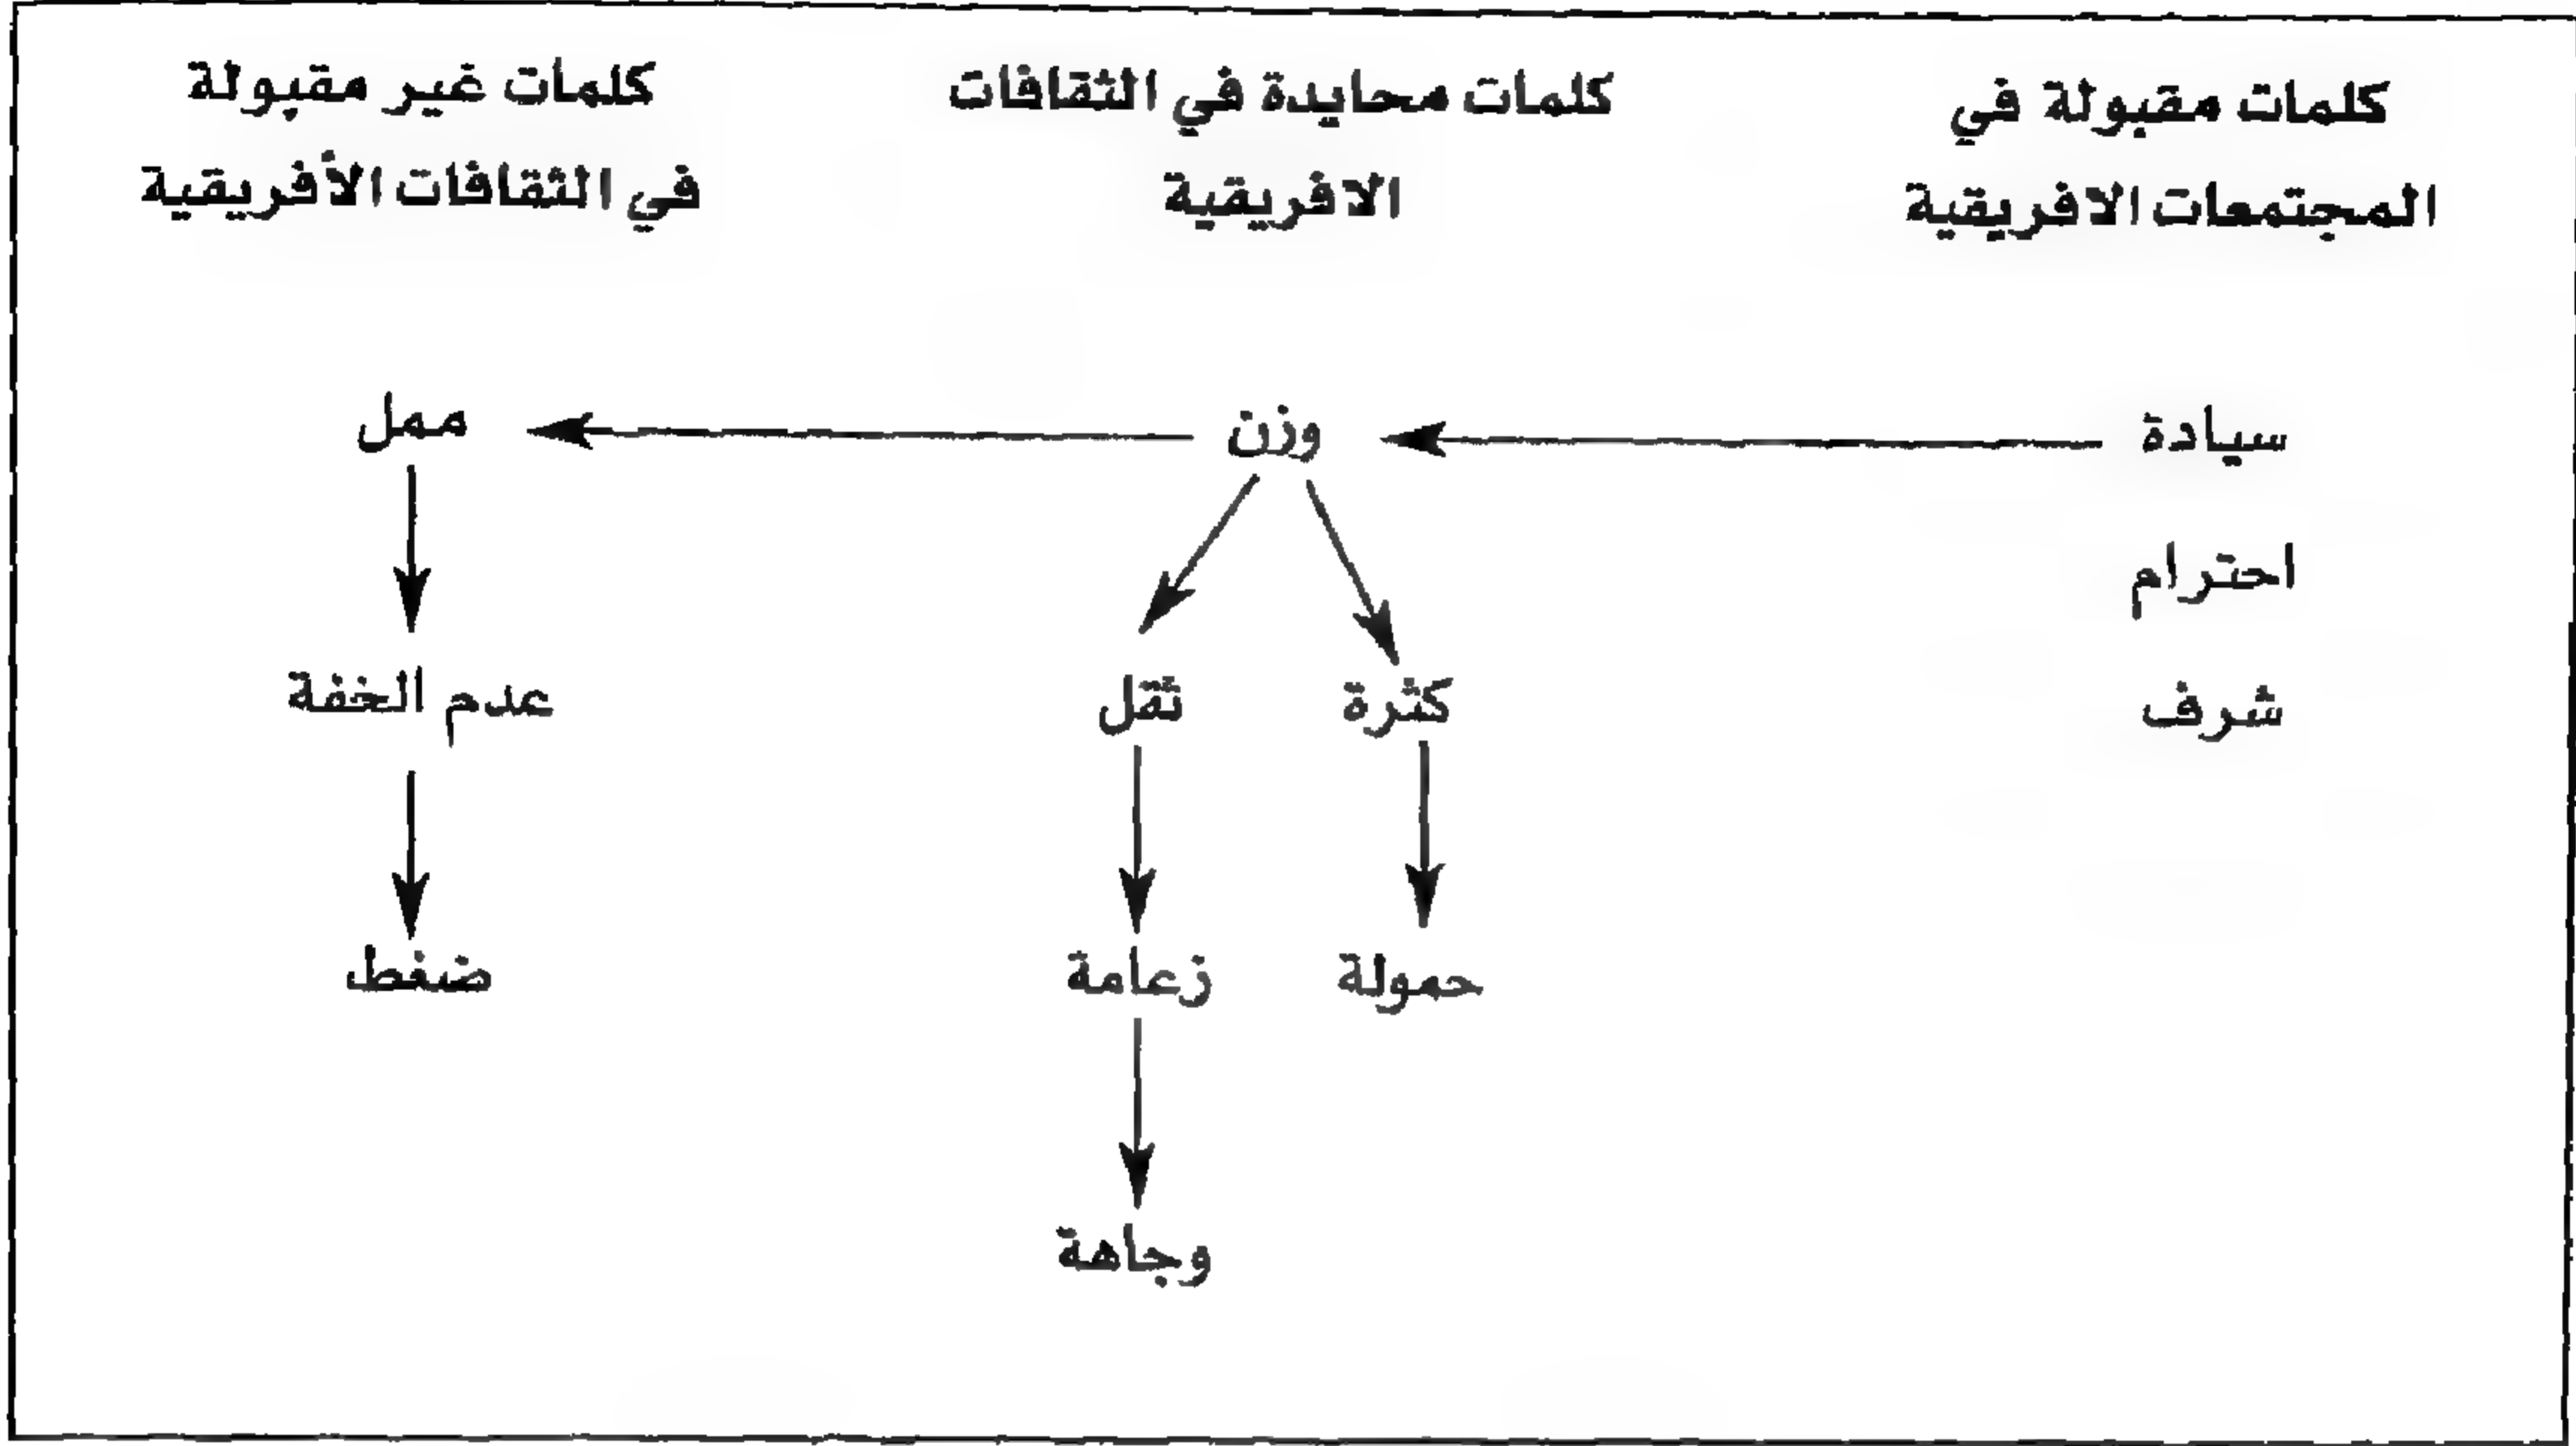 كلمات مقبولة في
المجتمعات الافريقية
كلمات محايدة في الثقافات
الافريقية
كلمات غير مقبولة
في الثقافات الأفريقية
سيادة
احترام
شرف
وزن
كثرة
حمولة
ثقل
زعامة
وجاهة
ممل
عدم الخفة
ضغط